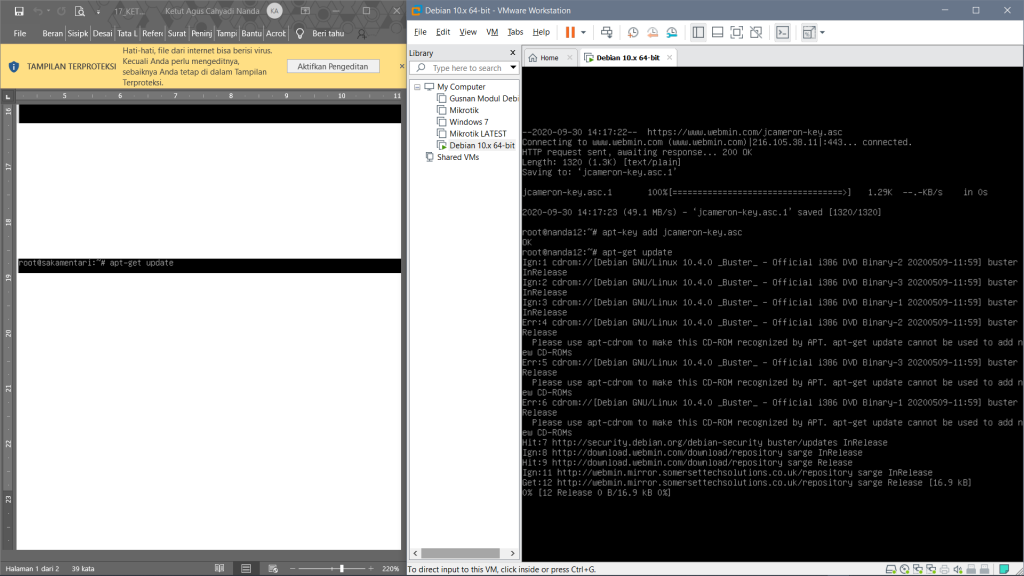 17_KET...
Ketut Agus Cahyadi Nanda
KA
File
Beran
Sisipk
Desai
Tata L
Refere
Surat
Peninj
Tampi
Bantu
Acrob
Beri tahu
TAMPILAN TERPROTEKSI
Hati-hati, file dari internet bisa berisi virus.
Kecuali Anda perlu mengeditnya,
sebaiknya Anda tetap di dalam Tampilan
Terproteksi.
Aktifkan Pengeditan
5 6 7 8 9 10 11
16
17
18
19
20
21
22
23
root@sakamentari:~# apt-get update
Halaman 1 dari 2
39 kata
220%
Debian 10.x 64-bit - VMware Workstation
File Edit View VM Tabs Help
Library
Type here to search
My Computer
Gusnan Modul Debi
Mikrotik
Windows 7
Mikrotik LATEST
Debian 10.x 64-bit
Shared VMs
Home
Debian 10.x 64-bit
--2020-09-30 14:17:22-- https://www.webmin.com/jcameron-key.asc
Connecting to www.webmin.com (www.webmin.com)|216.105.38.11|:443... connected.
HTTP request sent, awaiting response... 200 OK
Length: 1320 (1.3K) [text/plain]
Saving to: 'jcameron-key.asc.1'
jcameron-key.asc.1 100%[===================================>] 1.29K --.-KB/s in 0s
2020-09-30 14:17:23 (49.1 MB/s) - 'jcameron-key.asc.1' saved [1320/1320]
root@nanda12:~# apt-key add jcameron-key.asc
OK
root@nanda12:~# apt-get update
Ign:1 cdrom://[Debian GNU/Linux 10.4.0 _Buster_ - Official i386 DVD Binary-2 20200509-11:59] buster
InRelease
Ign:2 cdrom://[Debian GNU/Linux 10.4.0 _Buster_ - Official i386 DVD Binary-3 20200509-11:59] buster
InRelease
Ign:3 cdrom://[Debian GNU/Linux 10.4.0 _Buster_ - Official i386 DVD Binary-1 20200509-11:59] buster
InRelease
Err:4 cdrom://[Debian GNU/Linux 10.4.0 _Buster_ - Official i386 DVD Binary-2 20200509-11:59] buster
Release
Please use apt-cdrom to make this CD-ROM recognized by APT. apt-get update cannot be used to add n
ew CD-ROMs
Err:5 cdrom://[Debian GNU/Linux 10.4.0 _Buster_ - Official i386 DVD Binary-3 20200509-11:59] buster
Release
Please use apt-cdrom to make this CD-ROM recognized by APT. apt-get update cannot be used to add n
ew CD-ROMs
Err:6 cdrom://[Debian GNU/Linux 10.4.0 _Buster_ - Official i386 DVD Binary-1 20200509-11:59] buster
Release
Please use apt-cdrom to make this CD-ROM recognized by APT. apt-get update cannot be used to add n
ew CD-ROMs
Hit:7 http://security.debian.org/debian-security buster/updates InRelease
Ign:8 http://download.webmin.com/download/repository sarge InRelease
Hit:9 http://download.webmin.com/download/repository sarge Release
Ign:11 http://webmin.mirror.somersettechsolutions.co.uk/repository sarge InRelease
Get:12 http://webmin.mirror.somersettechsolutions.co.uk/repository sarge Release [16.9 kB]
0% [12 Release 0 B/16.9 kB 0%]
To direct input to this VM, click inside or press Ctrl+G.